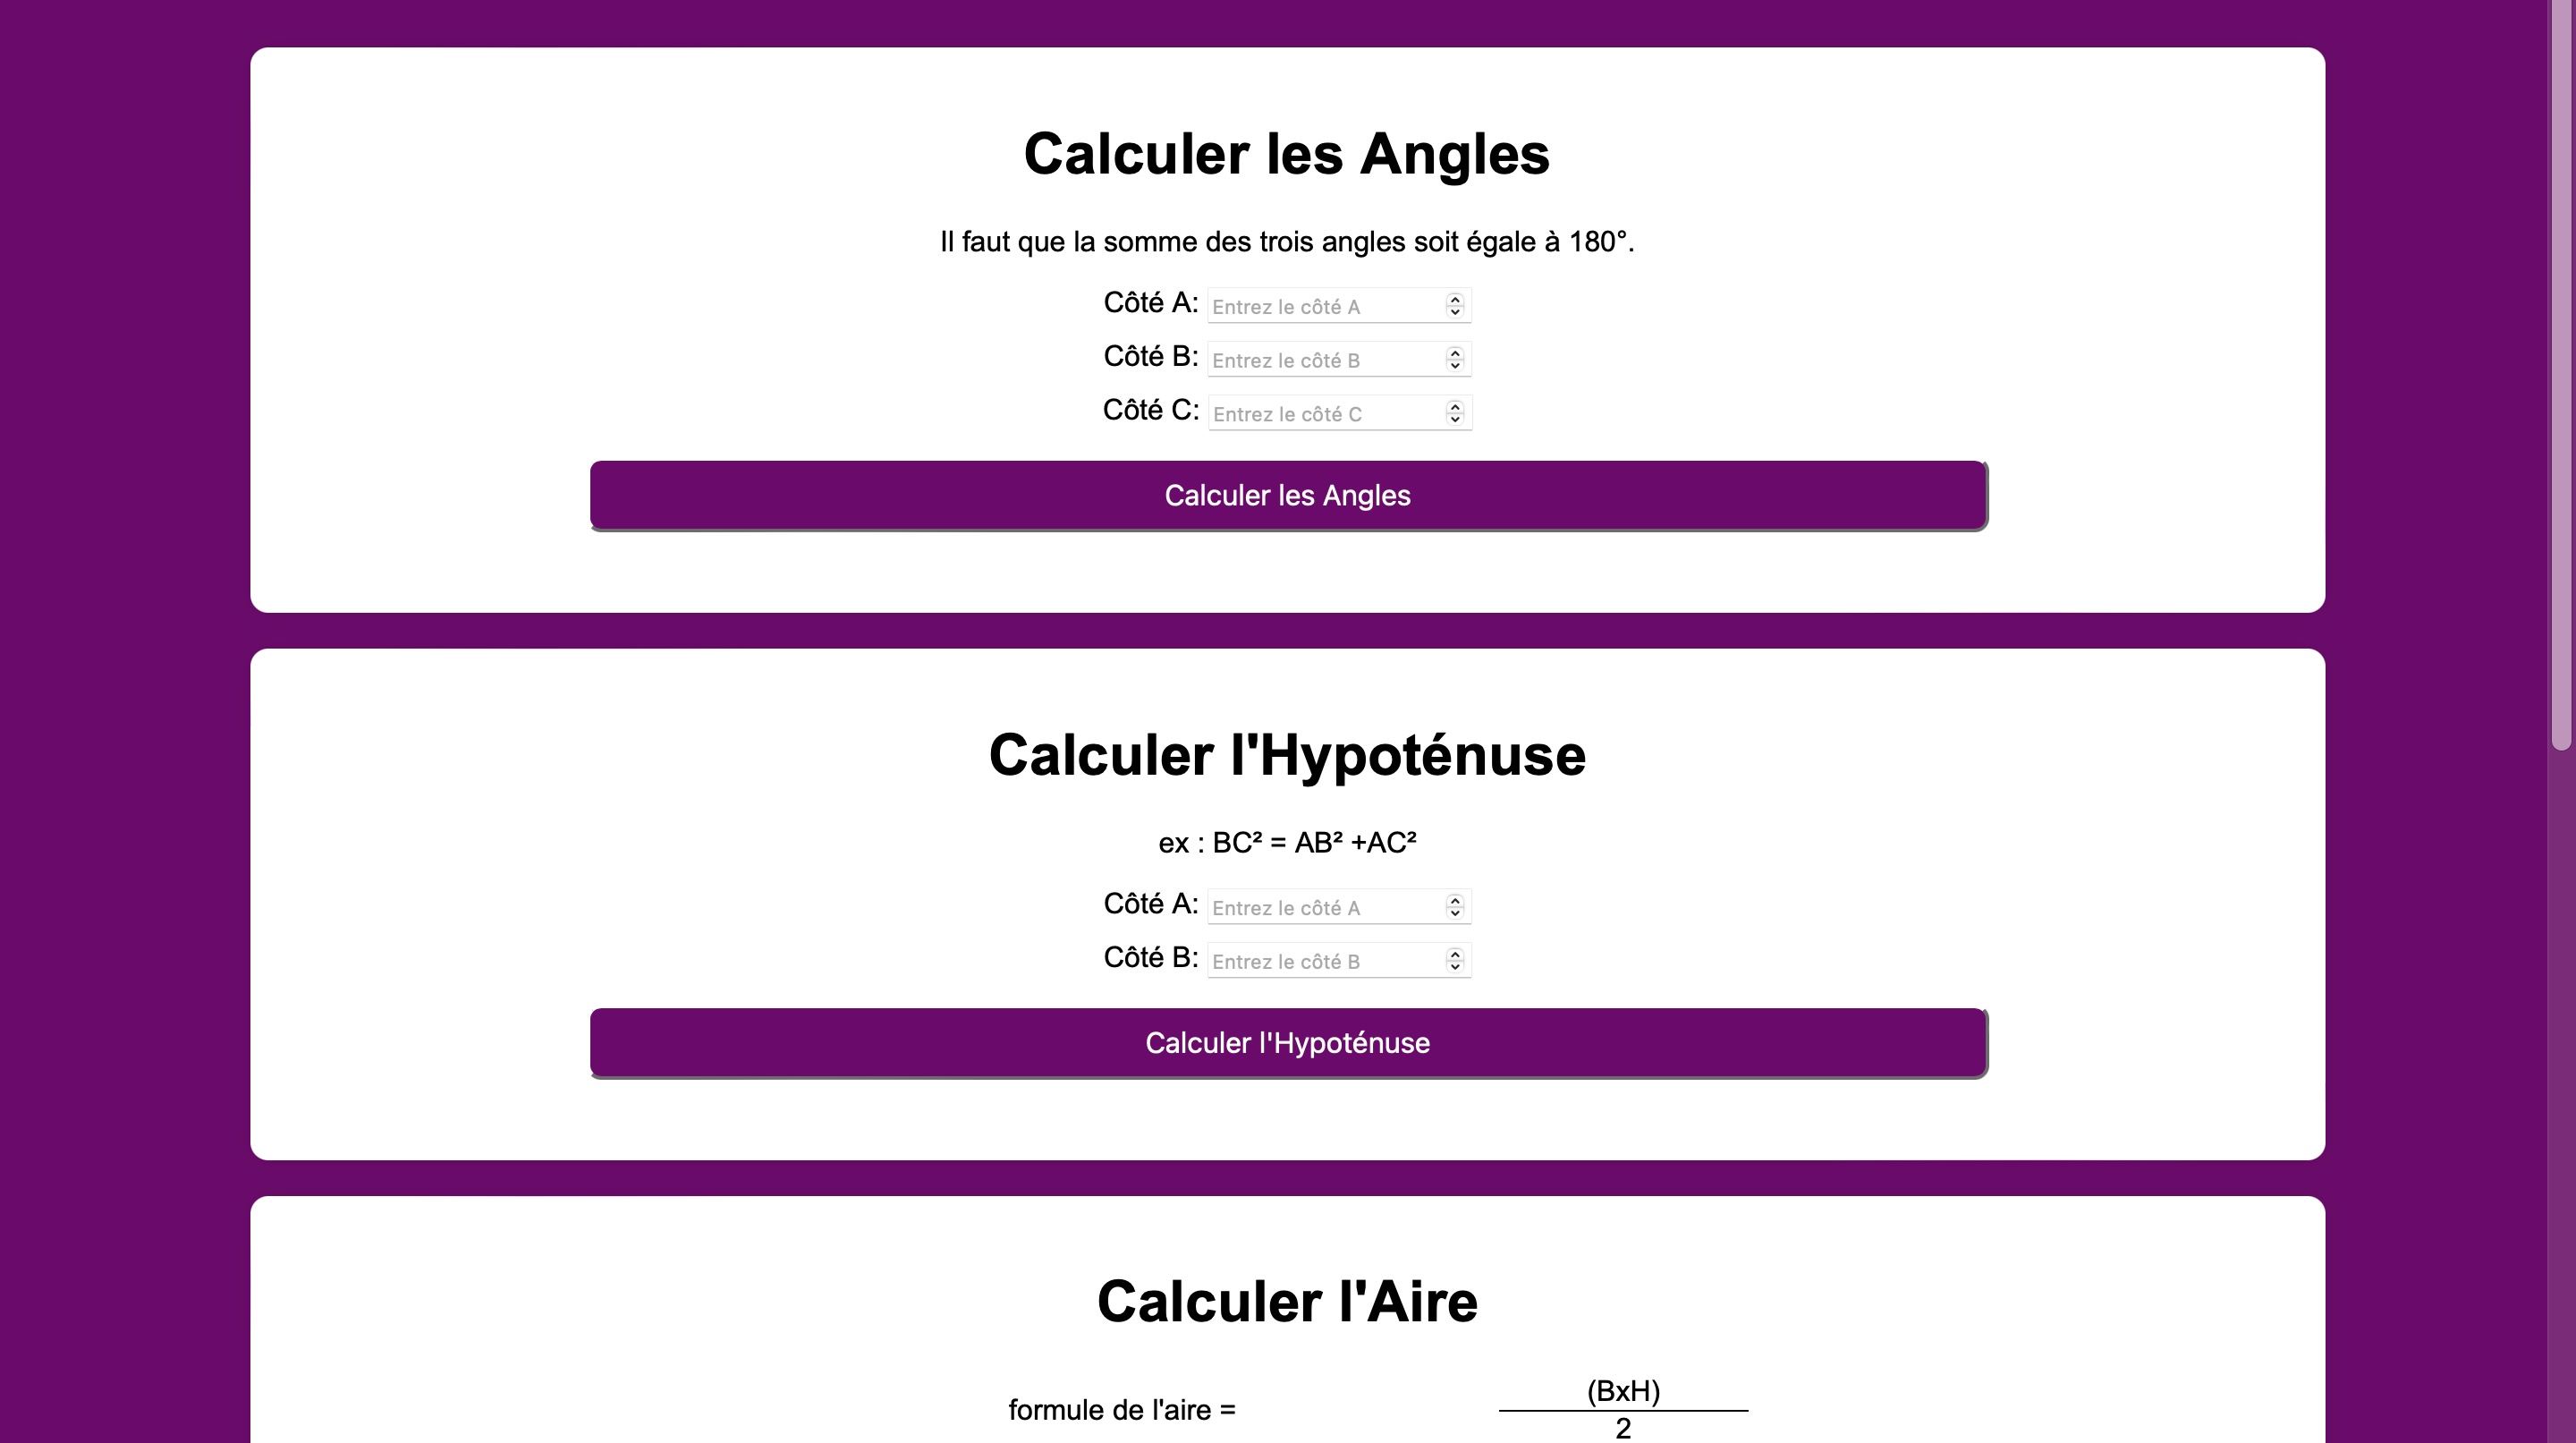 Calculer les Angles
Il faut que la somme des trois angles soit égale à 180°.
Côté A: Entrez le côté A
Côté B: Entrez le côté B
Côté C: Entrez le côté C
Calculer les Angles
Calculer l'Hypoténuse
ex : BC² = AB² +AC²
Côté A: Entrez le côté A
Côté B: Entrez le côté B
Calculer l'Hypoténuse
Calculer l'Aire
(BxH)
formule de l'aire =
2